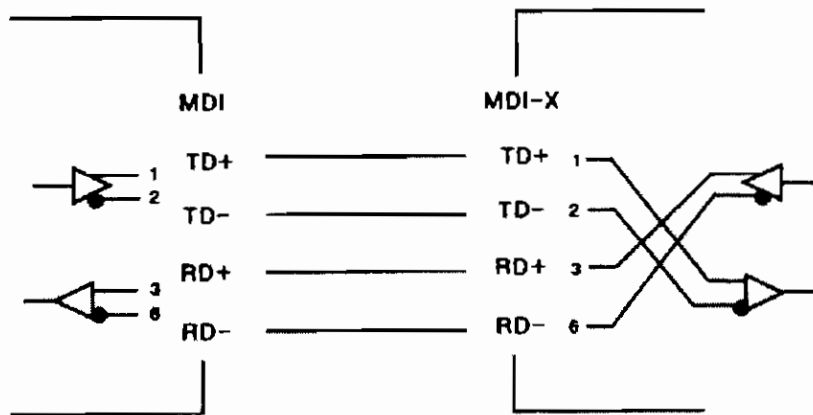 MDI MDI-X
1 TD+ TD+ 1
2 TD- TD- 2
3 RD+ RD+ 3
6 RD- RD- 6